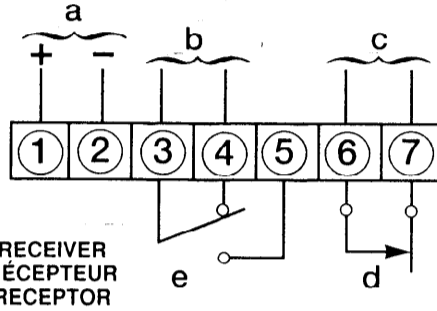 a
b
c
+ −
1 2 3 4 5 6 7
RECEIVER
ÉCEPTEUR
RECEPTOR
e
d